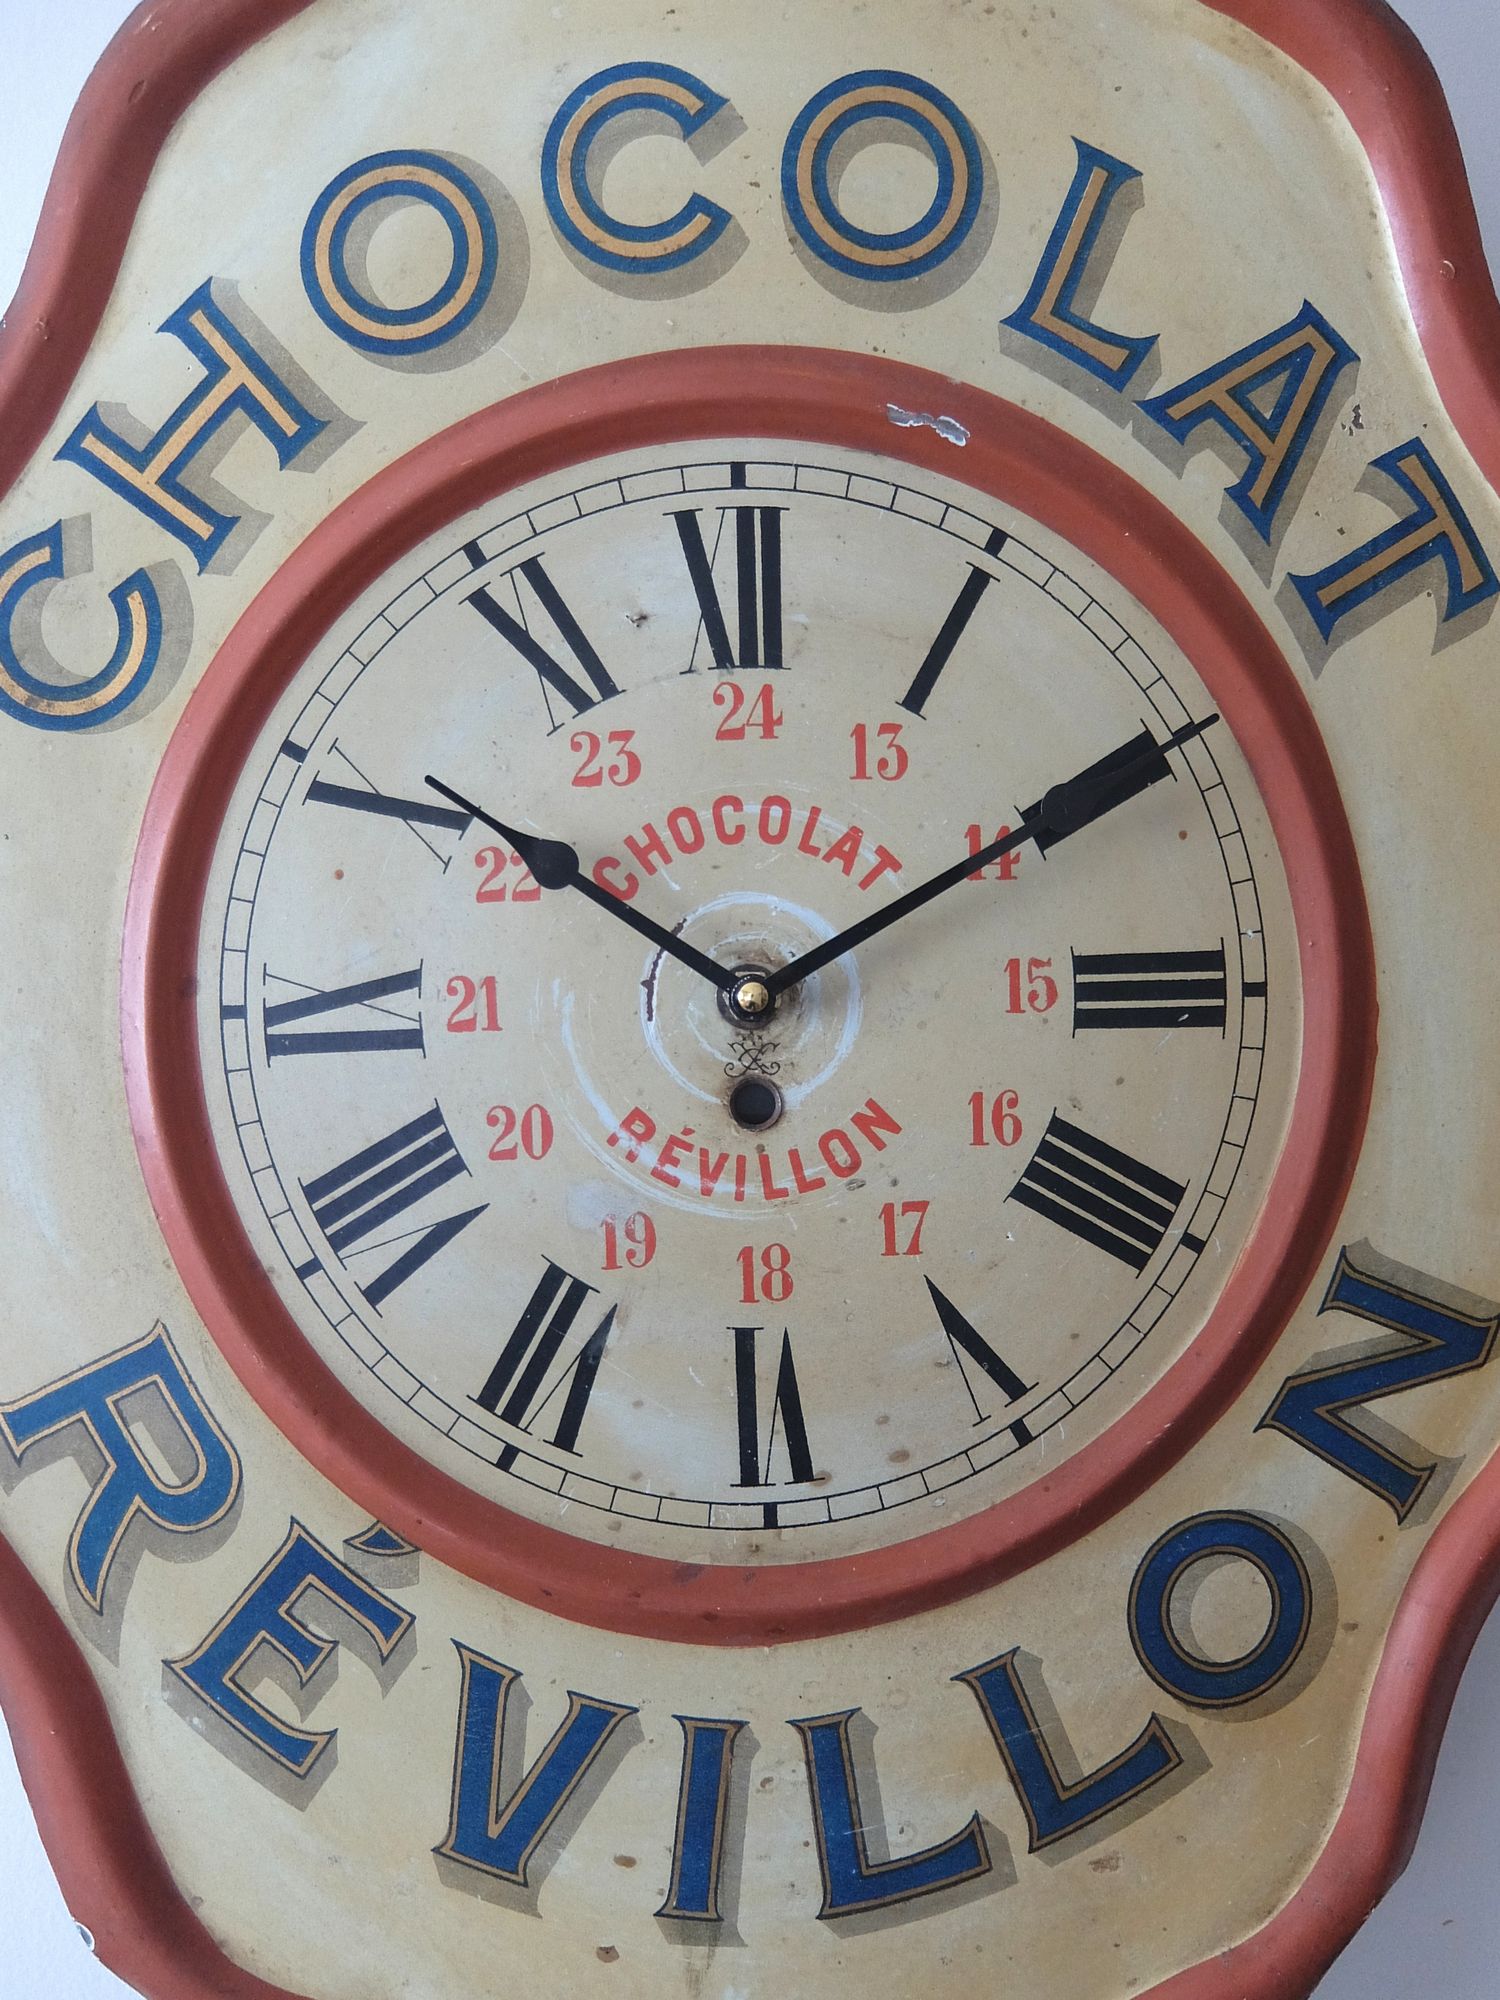 CHOCOLAT
XII
XI I
X II
IX III
VIII IIII
VII V
VI
24
23 13
22 14
21 15
20 16
19 17
18
CHOCOLAT
RÉVILLON
RÉVILLON